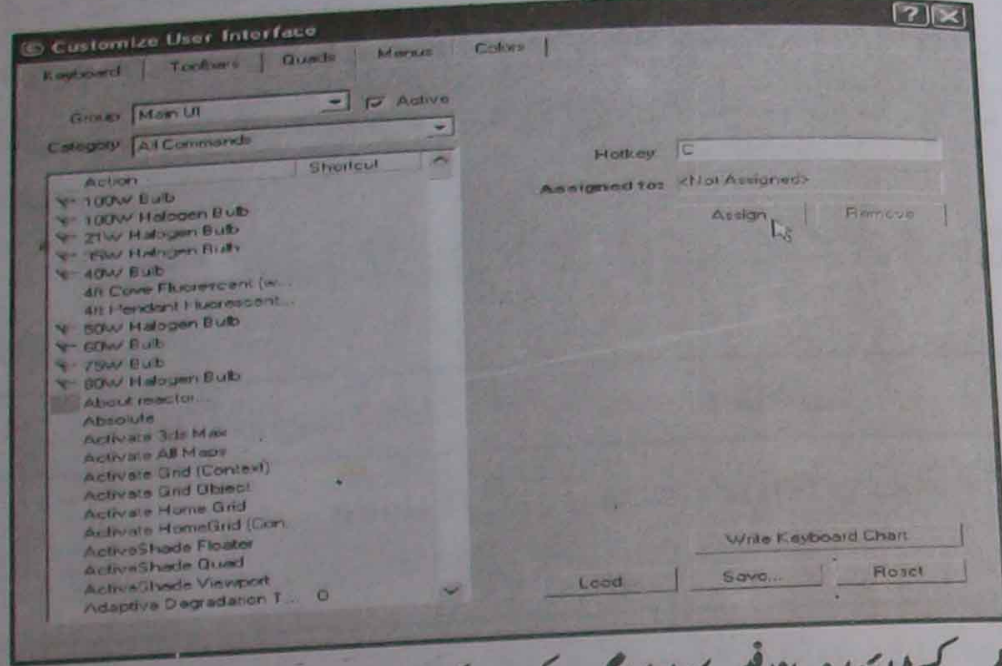 Customize User Interface
Keyboard Toolbars Quads Menus Colors
Group: Main UI Active
Category: All Commands
Action Shortcut
100W Bulb
100W Halogen Bulb
21W Halogen Bulb
35W Halogen Bulb
40W Bulb
4ft Cove Fluorescent (w...
4ft Pendant Fluorescent...
50W Halogen Bulb
60W Bulb
75W Bulb
80W Halogen Bulb
About reactor...
Absolute
Activate 3ds Max
Activate All Maps
Activate Grid (Context)
Activate Grid Object
Activate Home Grid
Activate HomeGrid (Con...
ActiveShade Floater
ActiveShade Quad
ActiveShade Viewport
Adaptive Degradation T... O
Hotkey: C
Assigned to: <Not Assigned>
Assign Remove
Write Keyboard Chart...
Load... Save... Reset